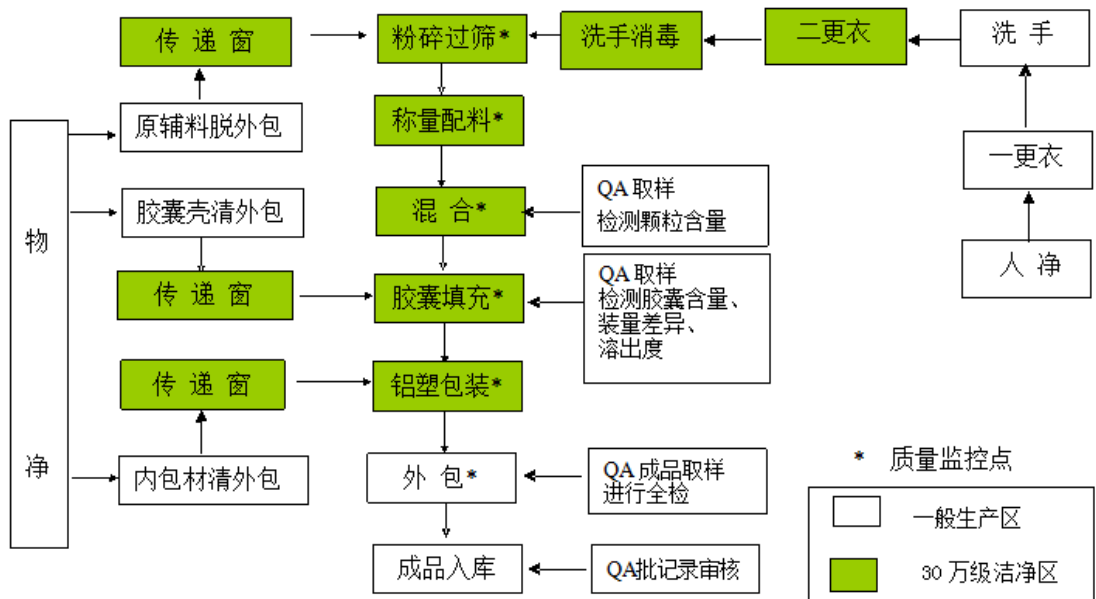 传 递 窗
粉碎过筛*
洗手消毒
二更衣
洗 手
原辅料脱外包
称量配料*
一更衣
物
净
胶囊壳清外包
混 合*
QA 取样
检测颗粒含量
人 净
传 递 窗
胶囊填充*
QA 取样
检测胶囊含量、
装量差异、
溶出度
传 递 窗
铝塑包装*
内包材清外包
外 包*
QA 成品取样
进行全检
* 质量监控点
一般生产区
成品入库
QA批记录审核
30 万级洁净区